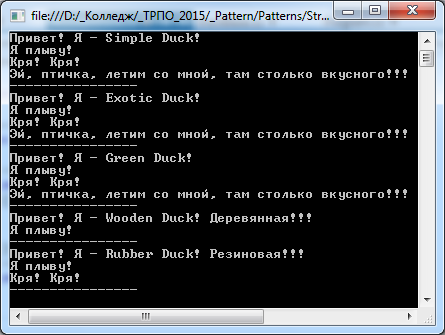 file:///D:/_Колледж/_ТРПО_2015/_Pattern/Patterns/Str...
Привет! Я - Simple Duck!
Я плыву!
Кря! Кря!
Эй, птичка, летим со мной, там столько вкусного!!!
----------------
Привет! Я - Exotic Duck!
Я плыву!
Кря! Кря!
Эй, птичка, летим со мной, там столько вкусного!!!
----------------
Привет! Я - Green Duck!
Я плыву!
Кря! Кря!
Эй, птичка, летим со мной, там столько вкусного!!!
----------------
Привет! Я - Wooden Duck! Деревянная!!!
Я плыву!
----------------
Привет! Я - Rubber Duck! Резиновая!!!
Я плыву!
Кря! Кря!
----------------